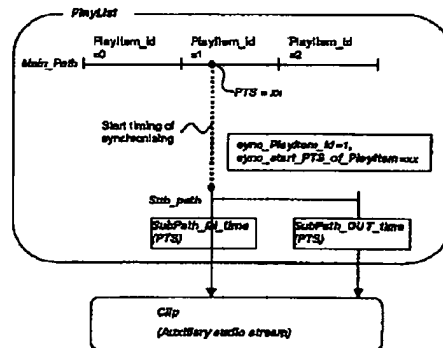 PlayList
PlayItem_id PlayItem_id PlayItem_id
=0 =1 =2
Main_Path
PTS = xx
Start timing of
synchronizing
sync_PlayItem_id=1,
sync_start_PTS_of_PlayItem=xx
Sub_path
SubPath_IN_time SubPath_OUT_time
(PTS) (PTS)
Clip
(Auxiliary audio stream)